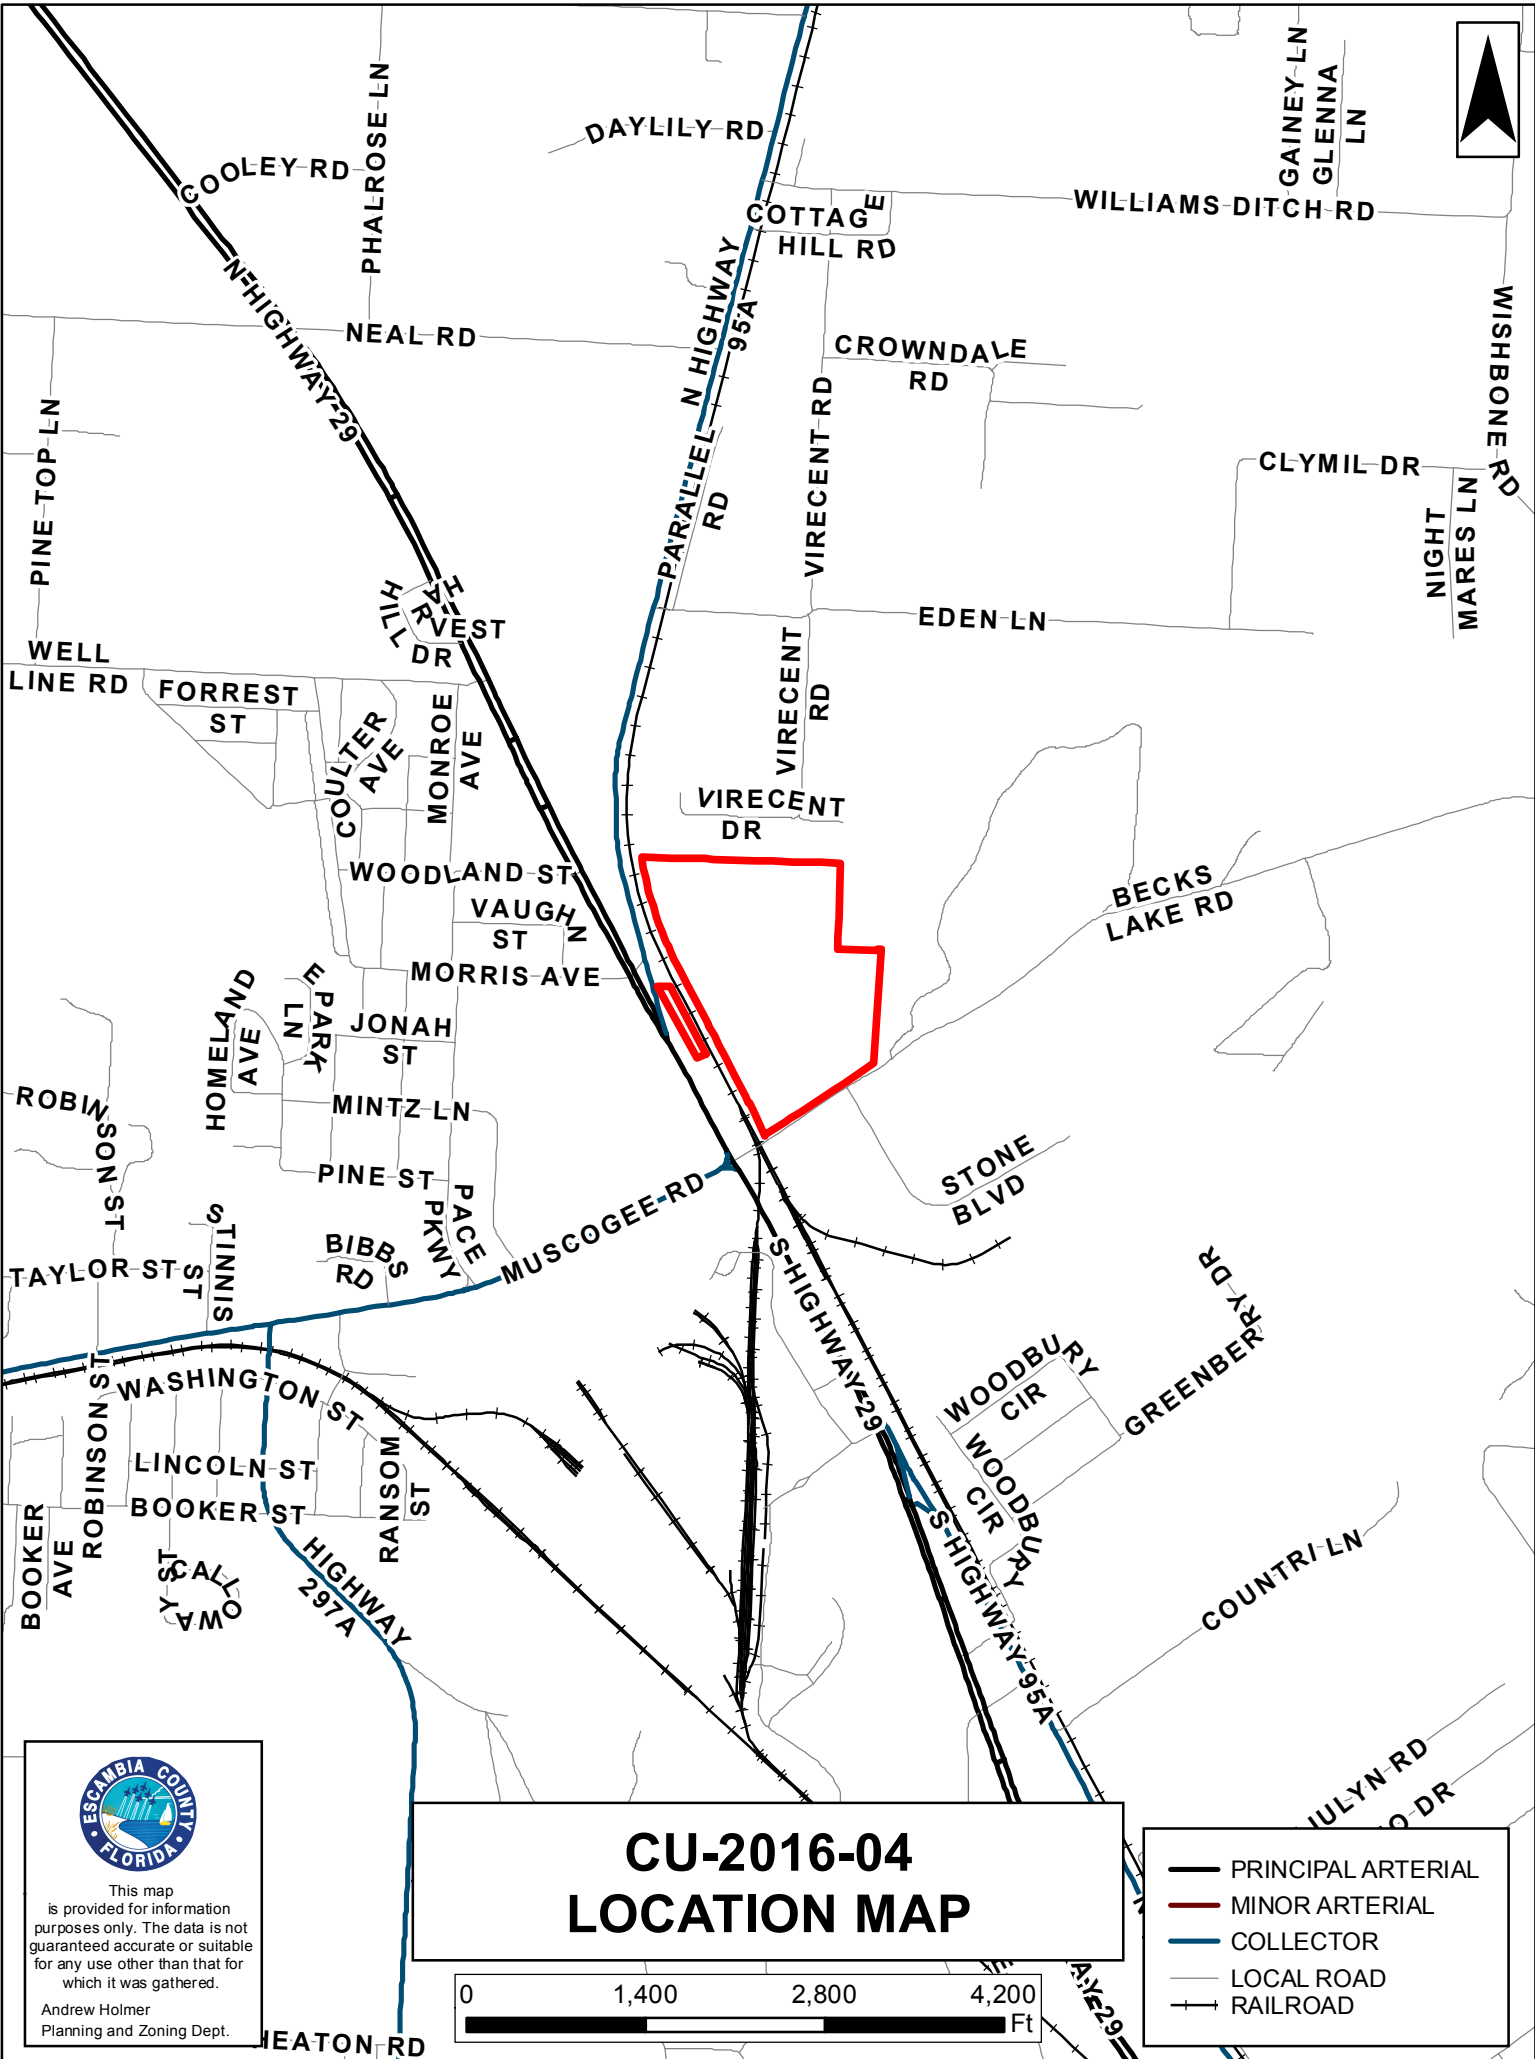 PHALROSE LN
DAYLILY RD
GAINEY LN
GLENNA
LN
COOLEY RD
COTTAGE
HILL RD
WILLIAMS DITCH RD
N HIGHWAY 29
NEAL RD
N HIGHWAY
95A
CROWNDALE
RD
WISHBONE RD
PINE TOP LN
PARALLEL
RD
VIRECENT RD
CLYMIL DR
NIGHT
MARES LN
HARVEST
HILL DR
EDEN LN
WELL
LINE RD
FORREST
ST
COULTER
AVE
MONROE
AVE
VIRECENT
RD
VIRECENT
DR
WOODLAND ST
VAUGHN
ST
BECKS
LAKE RD
MORRIS AVE
HOMELAND
AVE
E PARK
LN
JONAH
ST
ROBINSON ST
MINTZ LN
PINE ST
PACE
PKWY
MUSCOGEE RD
STONE
BLVD
TAYLOR ST
STINNIS
ST
BIBBS
RD
S HIGHWAY 29
GREENBERRY DR
WOODBURY
CIR
WASHINGTON ST
ROBINSON ST
LINCOLN ST
BOOKER ST
RANSOM
ST
WOODBURY
CIR
BOOKER
AVE
CALLOWAY ST
HIGHWAY
297A
S HIGHWAY 95A
COUNTRI LN
ESCAMBIA COUNTY
FLORIDA
This map
is provided for information
purposes only. The data is not
guaranteed accurate or suitable
for any use other than that for
which it was gathered.
Andrew Holmer
Planning and Zoning Dept.
HEATON RD
CU-2016-04
LOCATION MAP
0 1,400 2,800 4,200
Ft
PRINCIPAL ARTERIAL
MINOR ARTERIAL
COLLECTOR
LOCAL ROAD
RAILROAD